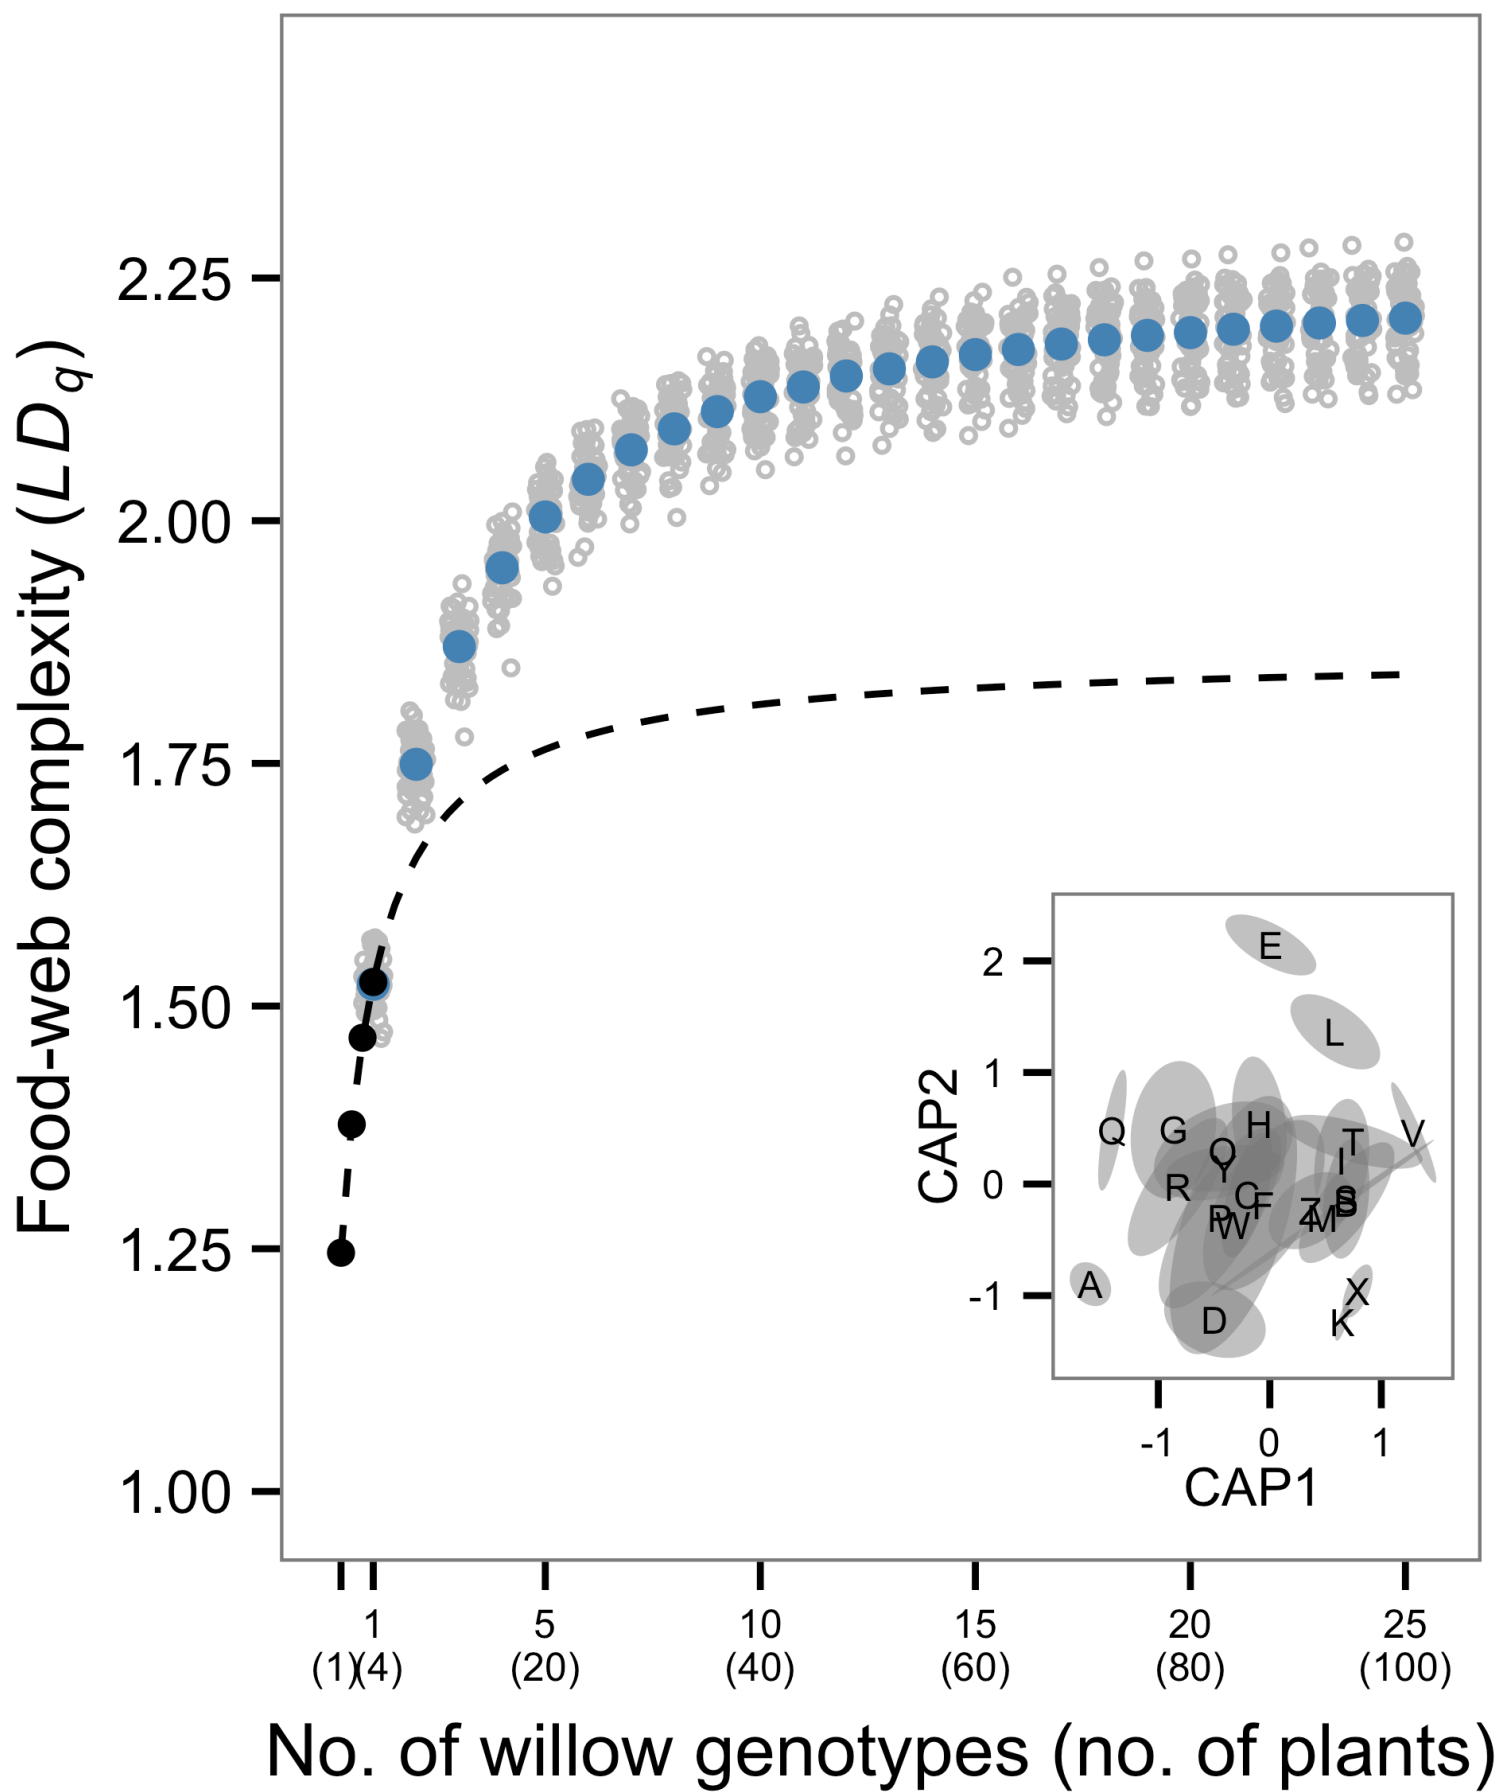 Food-web complexity (LDq)
2.25
2.00
1.75
1.50
1.25
1.00
1 5 10 15 20 25
(1)(4) (20) (40) (60) (80) (100)
No. of willow genotypes (no. of plants)
CAP2
2
1
0
-1
E
L
Q G H T V
O I
Y
R C F S
P W Z M B
A X
D K
-1 0 1
CAP1